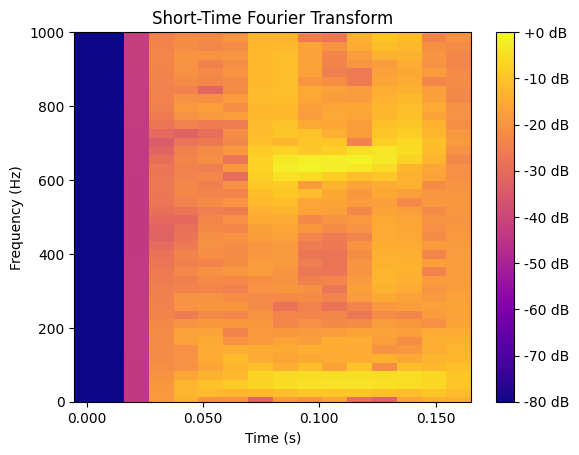 Short-Time Fourier Transform
1000
800
600
400
200
0
Frequency (Hz)
0.000
0.050
0.100
0.150
Time (s)
+0 dB
-10 dB
-20 dB
-30 dB
-40 dB
-50 dB
-60 dB
-70 dB
-80 dB